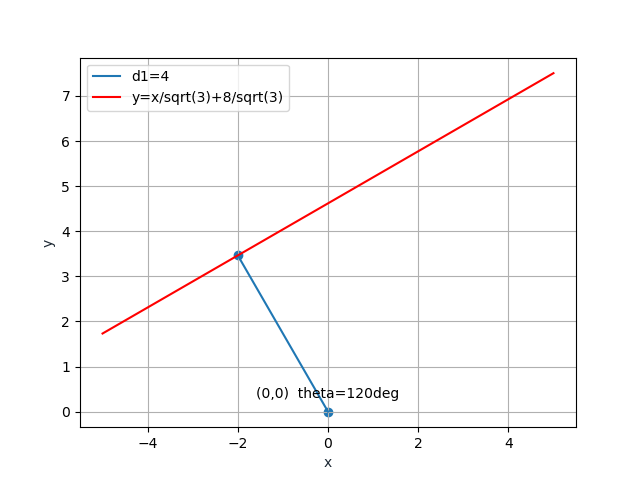 d1=4
y=x/sqrt(3)+8/sqrt(3)
7
6
5
4
3
2
1
0
y
(0,0)  theta=120deg
−4
−2
0
2
4
x